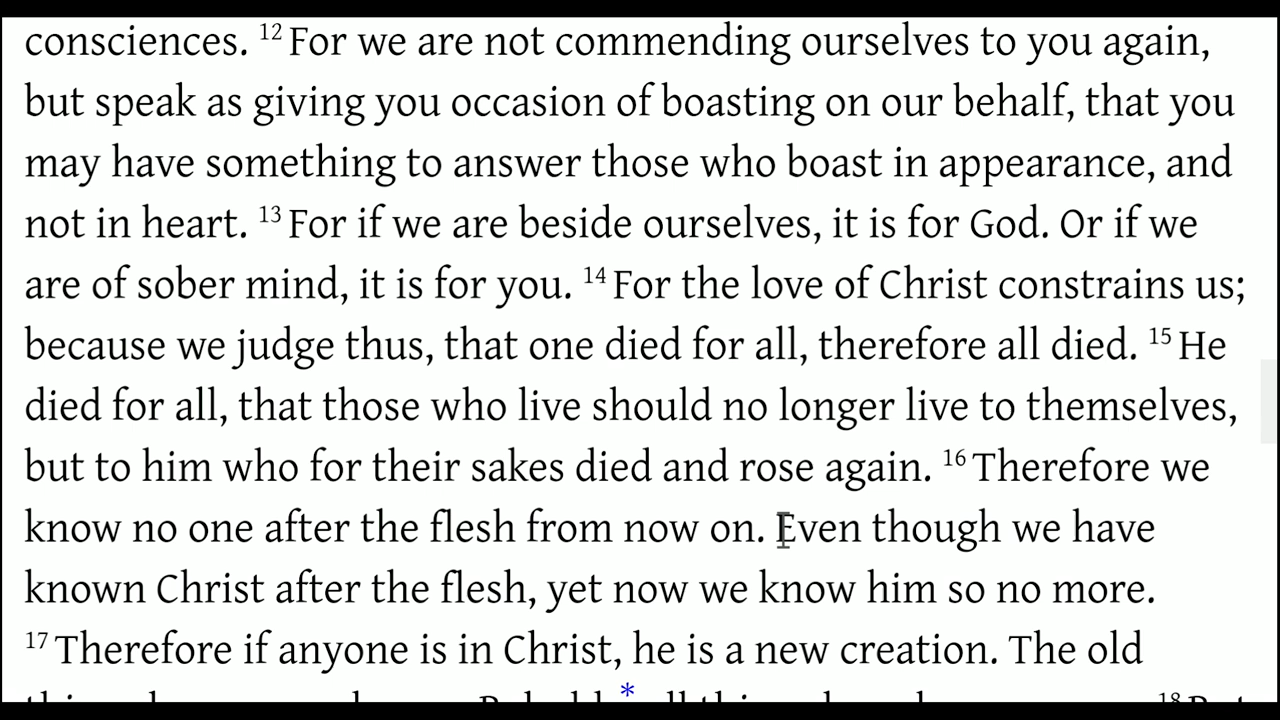 consciences. 12 For we are not commending ourselves to you again,
but speak as giving you occasion of boasting on our behalf, that you
may have something to answer those who boast in appearance, and
not in heart. 13 For if we are beside ourselves, it is for God. Or if we
are of sober mind, it is for you. 14 For the love of Christ constrains us;
because we judge thus, that one died for all, therefore all died. 15 He
died for all, that those who live should no longer live to themselves,
but to him who for their sakes died and rose again. 16 Therefore we
know no one after the flesh from now on. Even though we have
known Christ after the flesh, yet now we know him so no more.
17 Therefore if anyone is in Christ, he is a new creation. The old
* 18